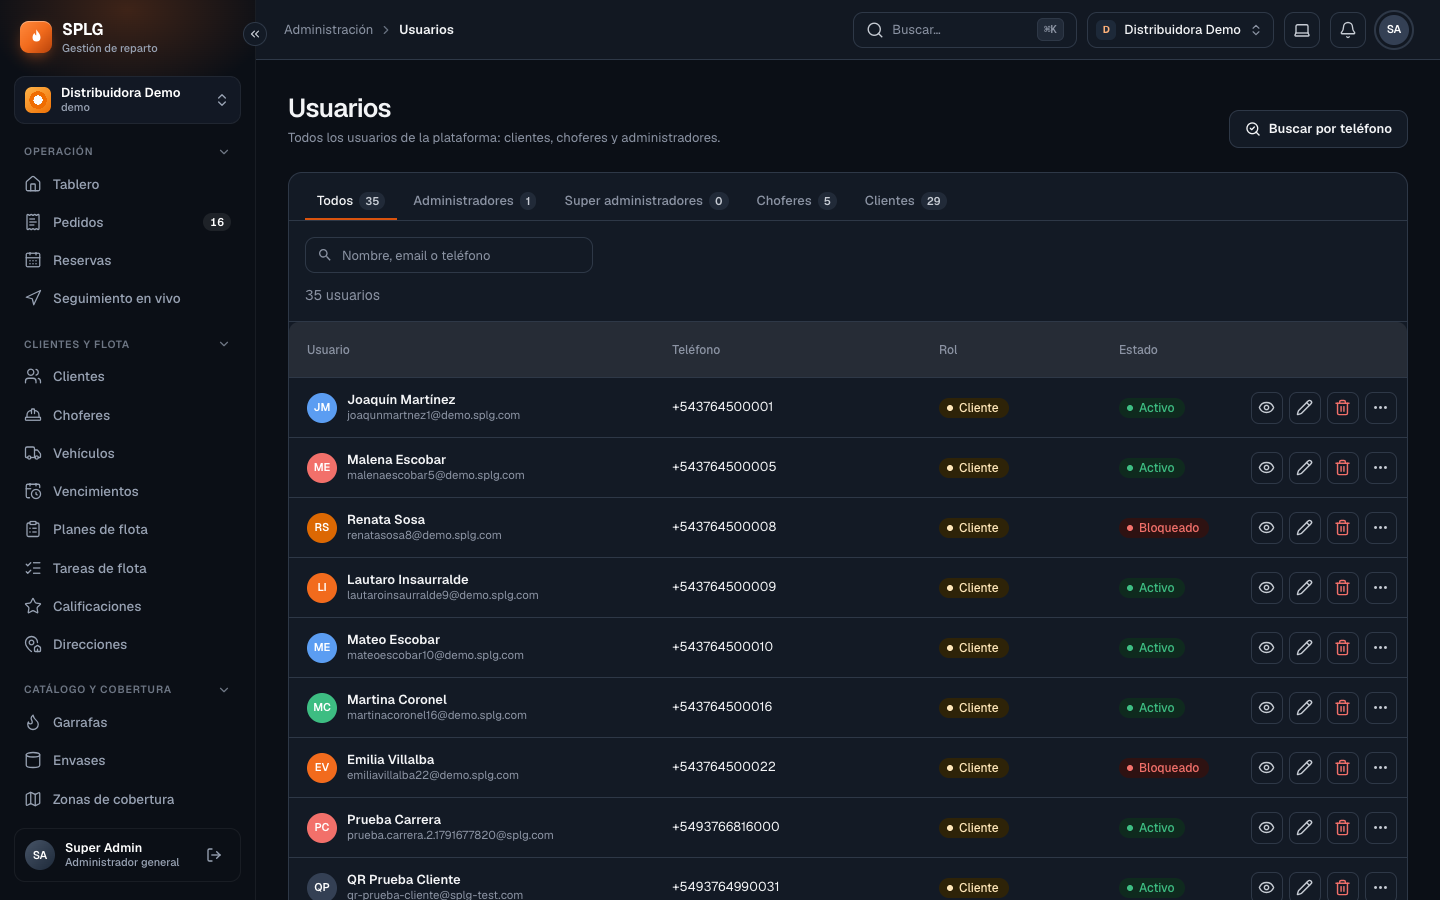 SPLG
Gestión de reparto
Distribuidora Demo
demo
OPERACIÓN
Tablero
Pedidos 16
Reservas
Seguimiento en vivo
CLIENTES Y FLOTA
Clientes
Choferes
Vehículos
Vencimientos
Planes de flota
Tareas de flota
Calificaciones
Direcciones
CATÁLOGO Y COBERTURA
Garrafas
Envases
Zonas de cobertura
SA Super Admin
Administrador general
Administración > Usuarios
Buscar... ⌘K
D Distribuidora Demo
SA
Usuarios
Todos los usuarios de la plataforma: clientes, choferes y administradores.
Buscar por teléfono
Todos 35 Administradores 1 Super administradores 0 Choferes 5 Clientes 29
Nombre, email o teléfono
35 usuarios
Usuario Teléfono Rol Estado
JM Joaquín Martínez +543764500001 Cliente Activo
joaqunmartnez1@demo.splg.com
ME Malena Escobar +543764500005 Cliente Activo
malenaescobar5@demo.splg.com
RS Renata Sosa +543764500008 Cliente Bloqueado
renatasosa8@demo.splg.com
LI Lautaro Insaurralde +543764500009 Cliente Activo
lautaroinsaurralde9@demo.splg.com
ME Mateo Escobar +543764500010 Cliente Activo
mateoescobar10@demo.splg.com
MC Martina Coronel +543764500016 Cliente Activo
martinacoronel16@demo.splg.com
EV Emilia Villalba +543764500022 Cliente Bloqueado
emiliavillalba22@demo.splg.com
PC Prueba Carrera +5493766816000 Cliente Activo
prueba.carrera.2.1791677820@splg.com
QP QR Prueba Cliente +5493764990031 Cliente Activo
qr-prueba-cliente@splg-test.com